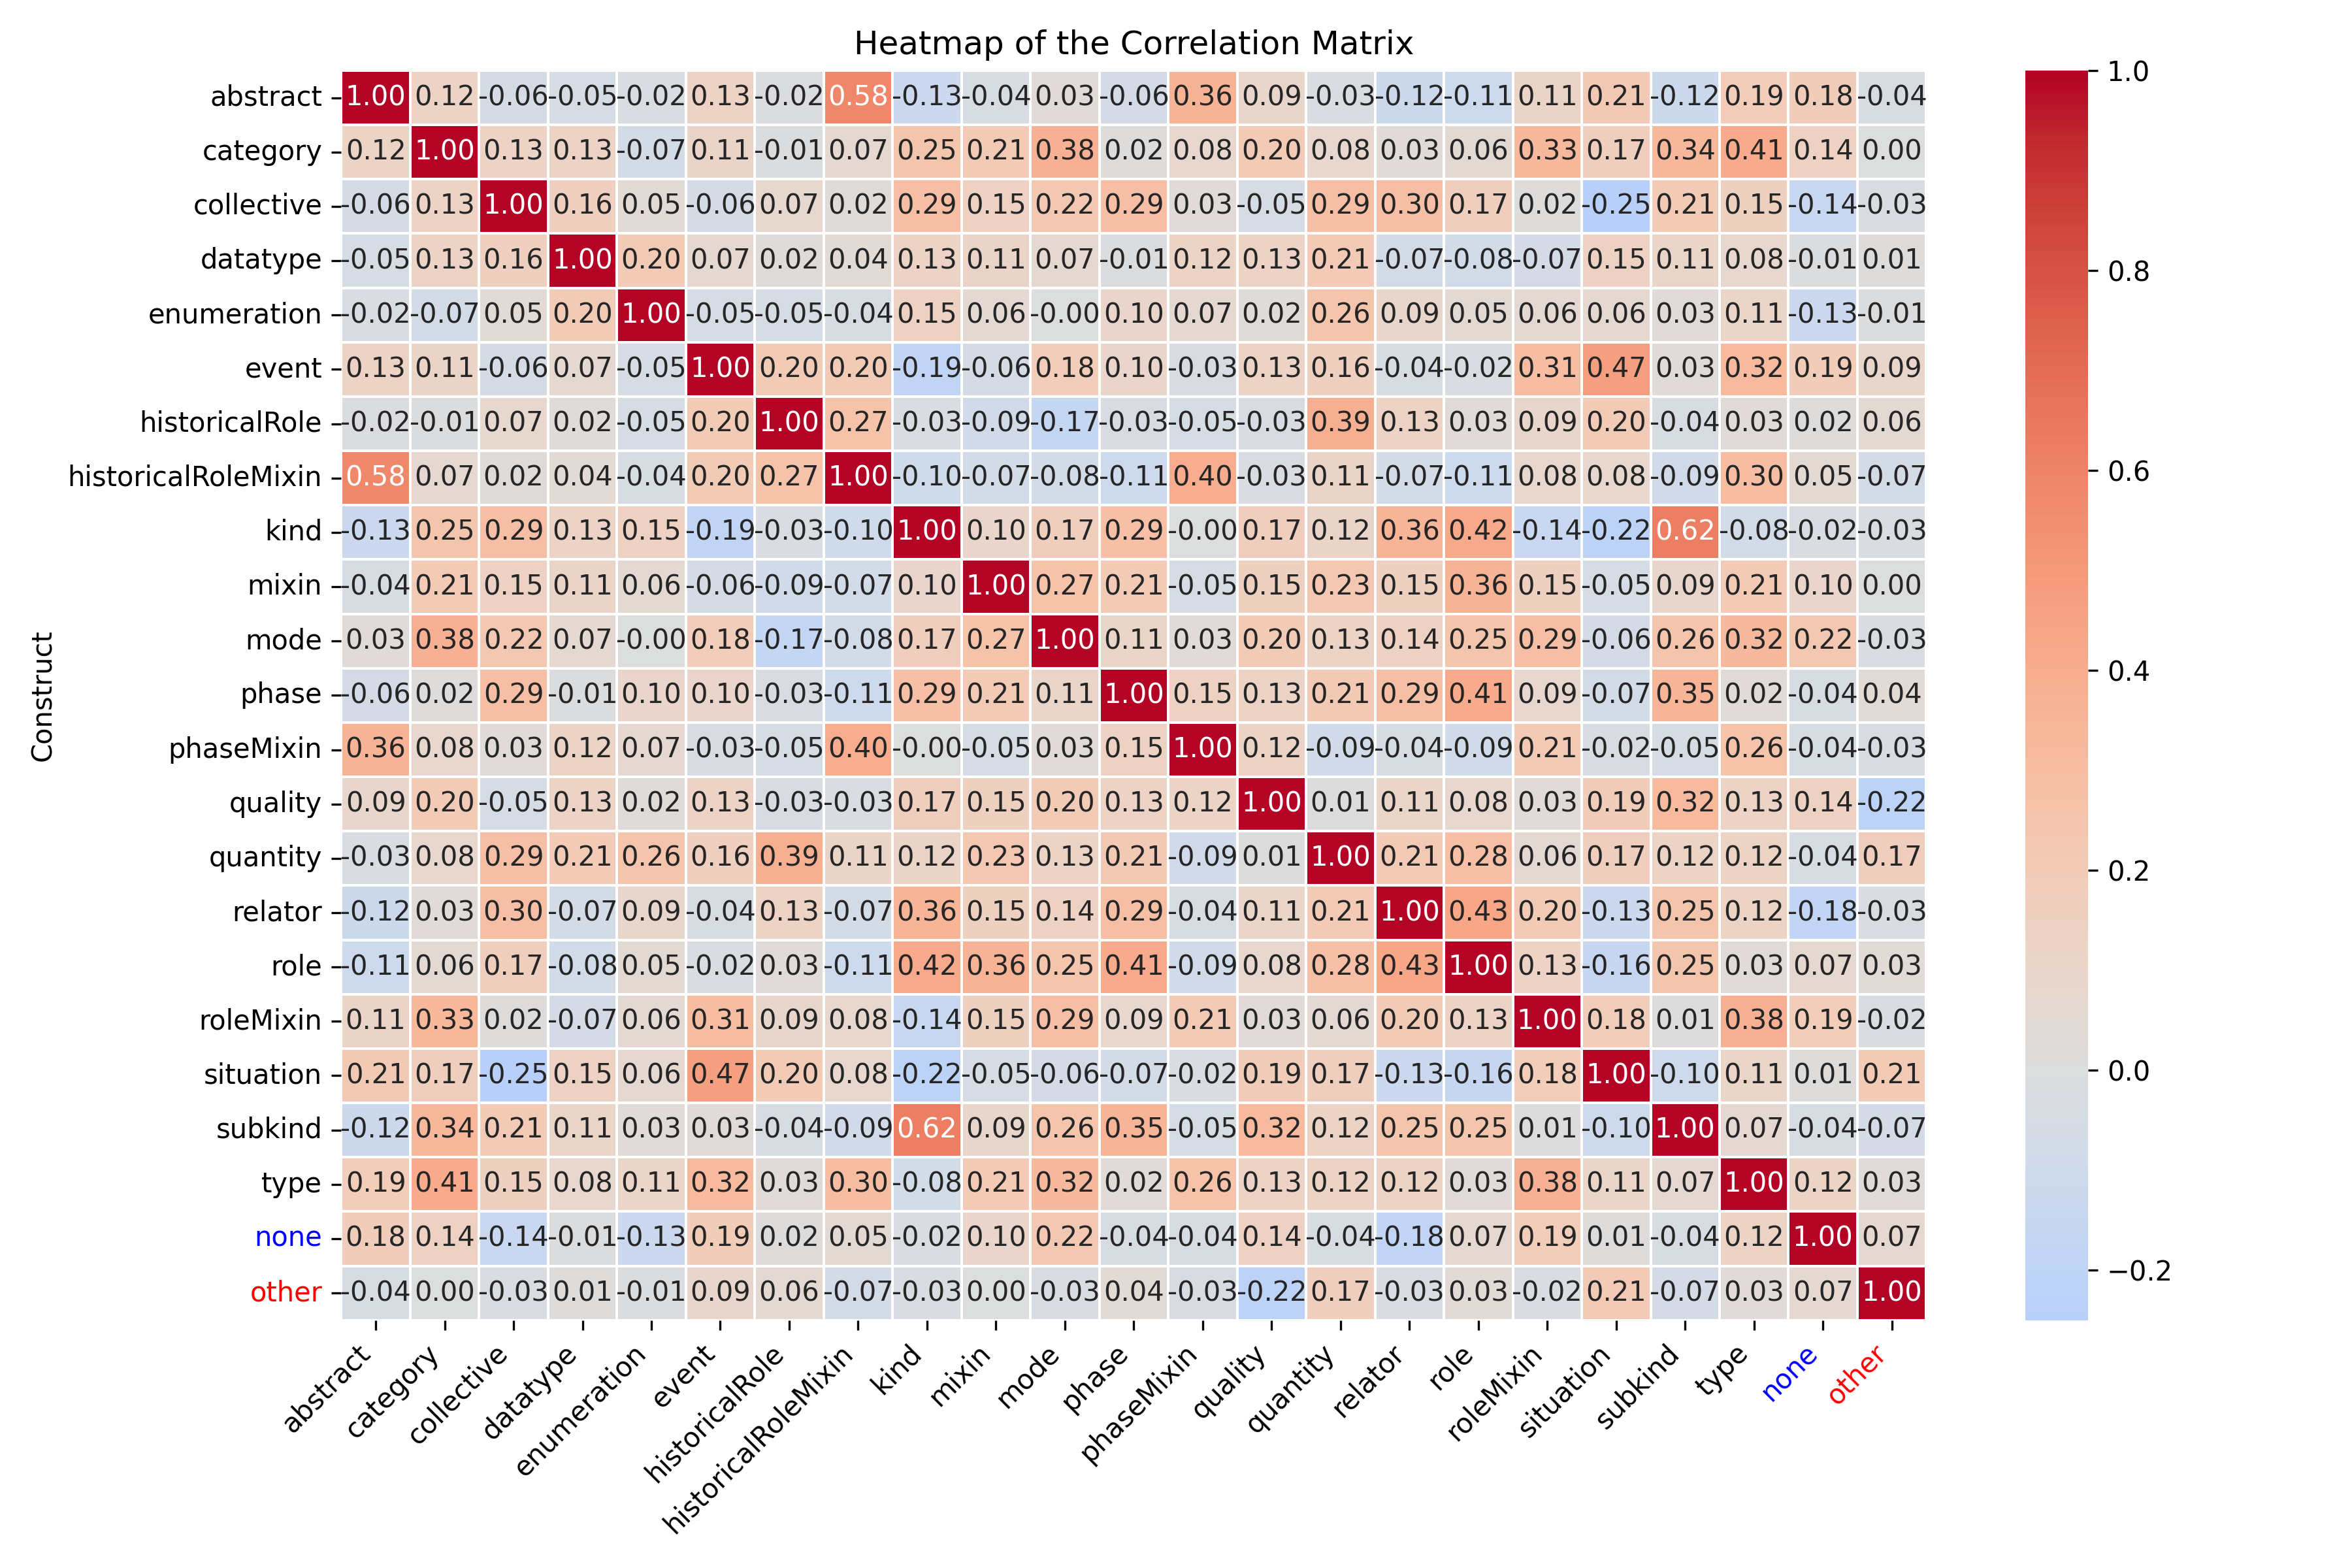 Heatmap of the Correlation Matrix
Construct
abstract 1.00 0.12 -0.06 -0.05 -0.02 0.13 -0.02 0.58 -0.13 -0.04 0.03 -0.06 0.36 0.09 -0.03 -0.12 -0.11 0.11 0.21 -0.12 0.19 0.18 -0.04
category 0.12 1.00 0.13 0.13 -0.07 0.11 -0.01 0.07 0.25 0.21 0.38 0.02 0.08 0.20 0.08 0.03 0.06 0.33 0.17 0.34 0.41 0.14 0.00
collective -0.06 0.13 1.00 0.16 0.05 -0.06 0.07 0.02 0.29 0.15 0.22 0.29 0.03 -0.05 0.29 0.30 0.17 0.02 -0.25 0.21 0.15 -0.14 -0.03
datatype -0.05 0.13 0.16 1.00 0.20 0.07 0.02 0.04 0.13 0.11 0.07 -0.01 0.12 0.13 0.21 -0.07 -0.08 -0.07 0.15 0.11 0.08 -0.01 0.01
enumeration -0.02 -0.07 0.05 0.20 1.00 -0.05 -0.05 -0.04 0.15 0.06 -0.00 0.10 0.07 0.02 0.26 0.09 0.05 0.06 0.06 0.03 0.11 -0.13 -0.01
event 0.13 0.11 -0.06 0.07 -0.05 1.00 0.20 0.20 -0.19 -0.06 0.18 0.10 -0.03 0.13 0.16 -0.04 -0.02 0.31 0.47 0.03 0.32 0.19 0.09
historicalRole -0.02 -0.01 0.07 0.02 -0.05 0.20 1.00 0.27 -0.03 -0.09 -0.17 -0.03 -0.05 -0.03 0.39 0.13 0.03 0.09 0.20 -0.04 0.03 0.02 0.06
historicalRoleMixin 0.58 0.07 0.02 0.04 -0.04 0.20 0.27 1.00 -0.10 -0.07 -0.08 -0.11 0.40 -0.03 0.11 -0.07 -0.11 0.08 0.08 -0.09 0.30 0.05 -0.07
kind -0.13 0.25 0.29 0.13 0.15 -0.19 -0.03 -0.10 1.00 0.10 0.17 0.29 -0.00 0.17 0.12 0.36 0.42 -0.14 -0.22 0.62 -0.08 -0.02 -0.03
mixin -0.04 0.21 0.15 0.11 0.06 -0.06 -0.09 -0.07 0.10 1.00 0.27 0.21 -0.05 0.15 0.23 0.15 0.36 0.15 -0.05 0.09 0.21 0.10 0.00
mode 0.03 0.38 0.22 0.07 -0.00 0.18 -0.17 -0.08 0.17 0.27 1.00 0.11 0.03 0.20 0.13 0.14 0.25 0.29 -0.06 0.26 0.32 0.22 -0.03
phase -0.06 0.02 0.29 -0.01 0.10 0.10 -0.03 -0.11 0.29 0.21 0.11 1.00 0.15 0.13 0.21 0.29 0.41 0.09 -0.07 0.35 0.02 -0.04 0.04
phaseMixin 0.36 0.08 0.03 0.12 0.07 -0.03 -0.05 0.40 -0.00 -0.05 0.03 0.15 1.00 0.12 -0.09 -0.04 -0.09 0.21 -0.02 -0.05 0.26 -0.04 -0.03
quality 0.09 0.20 -0.05 0.13 0.02 0.13 -0.03 -0.03 0.17 0.15 0.20 0.13 0.12 1.00 0.01 0.11 0.08 0.03 0.19 0.32 0.13 0.14 -0.22
quantity -0.03 0.08 0.29 0.21 0.26 0.16 0.39 0.11 0.12 0.23 0.13 0.21 -0.09 0.01 1.00 0.21 0.28 0.06 0.17 0.12 0.12 -0.04 0.17
relator -0.12 0.03 0.30 -0.07 0.09 -0.04 0.13 -0.07 0.36 0.15 0.14 0.29 -0.04 0.11 0.21 1.00 0.43 0.20 -0.13 0.25 0.12 -0.18 -0.03
role -0.11 0.06 0.17 -0.08 0.05 -0.02 0.03 -0.11 0.42 0.36 0.25 0.41 -0.09 0.08 0.28 0.43 1.00 0.13 -0.16 0.25 0.03 0.07 0.03
roleMixin 0.11 0.33 0.02 -0.07 0.06 0.31 0.09 0.08 -0.14 0.15 0.29 0.09 0.21 0.03 0.06 0.20 0.13 1.00 0.18 0.01 0.38 0.19 -0.02
situation 0.21 0.17 -0.25 0.15 0.06 0.47 0.20 0.08 -0.22 -0.05 -0.06 -0.07 -0.02 0.19 0.17 -0.13 -0.16 0.18 1.00 -0.10 0.11 0.01 0.21
subkind -0.12 0.34 0.21 0.11 0.03 0.03 -0.04 -0.09 0.62 0.09 0.26 0.35 -0.05 0.32 0.12 0.25 0.25 0.01 -0.10 1.00 0.07 -0.04 -0.07
type 0.19 0.41 0.15 0.08 0.11 0.32 0.03 0.30 -0.08 0.21 0.32 0.02 0.26 0.13 0.12 0.12 0.03 0.38 0.11 0.07 1.00 0.12 0.03
none 0.18 0.14 -0.14 -0.01 -0.13 0.19 0.02 0.05 -0.02 0.10 0.22 -0.04 -0.04 0.14 -0.04 -0.18 0.07 0.19 0.01 -0.04 0.12 1.00 0.07
other -0.04 0.00 -0.03 0.01 -0.01 0.09 0.06 -0.07 -0.03 0.00 -0.03 0.04 -0.03 -0.22 0.17 -0.03 0.03 -0.02 0.21 -0.07 0.03 0.07 1.00
abstract category collective datatype enumeration event historicalRole historicalRoleMixin kind mixin mode phase phaseMixin quality quantity relator role roleMixin situation subkind type none other
1.0
0.8
0.6
0.4
0.2
0.0
−0.2